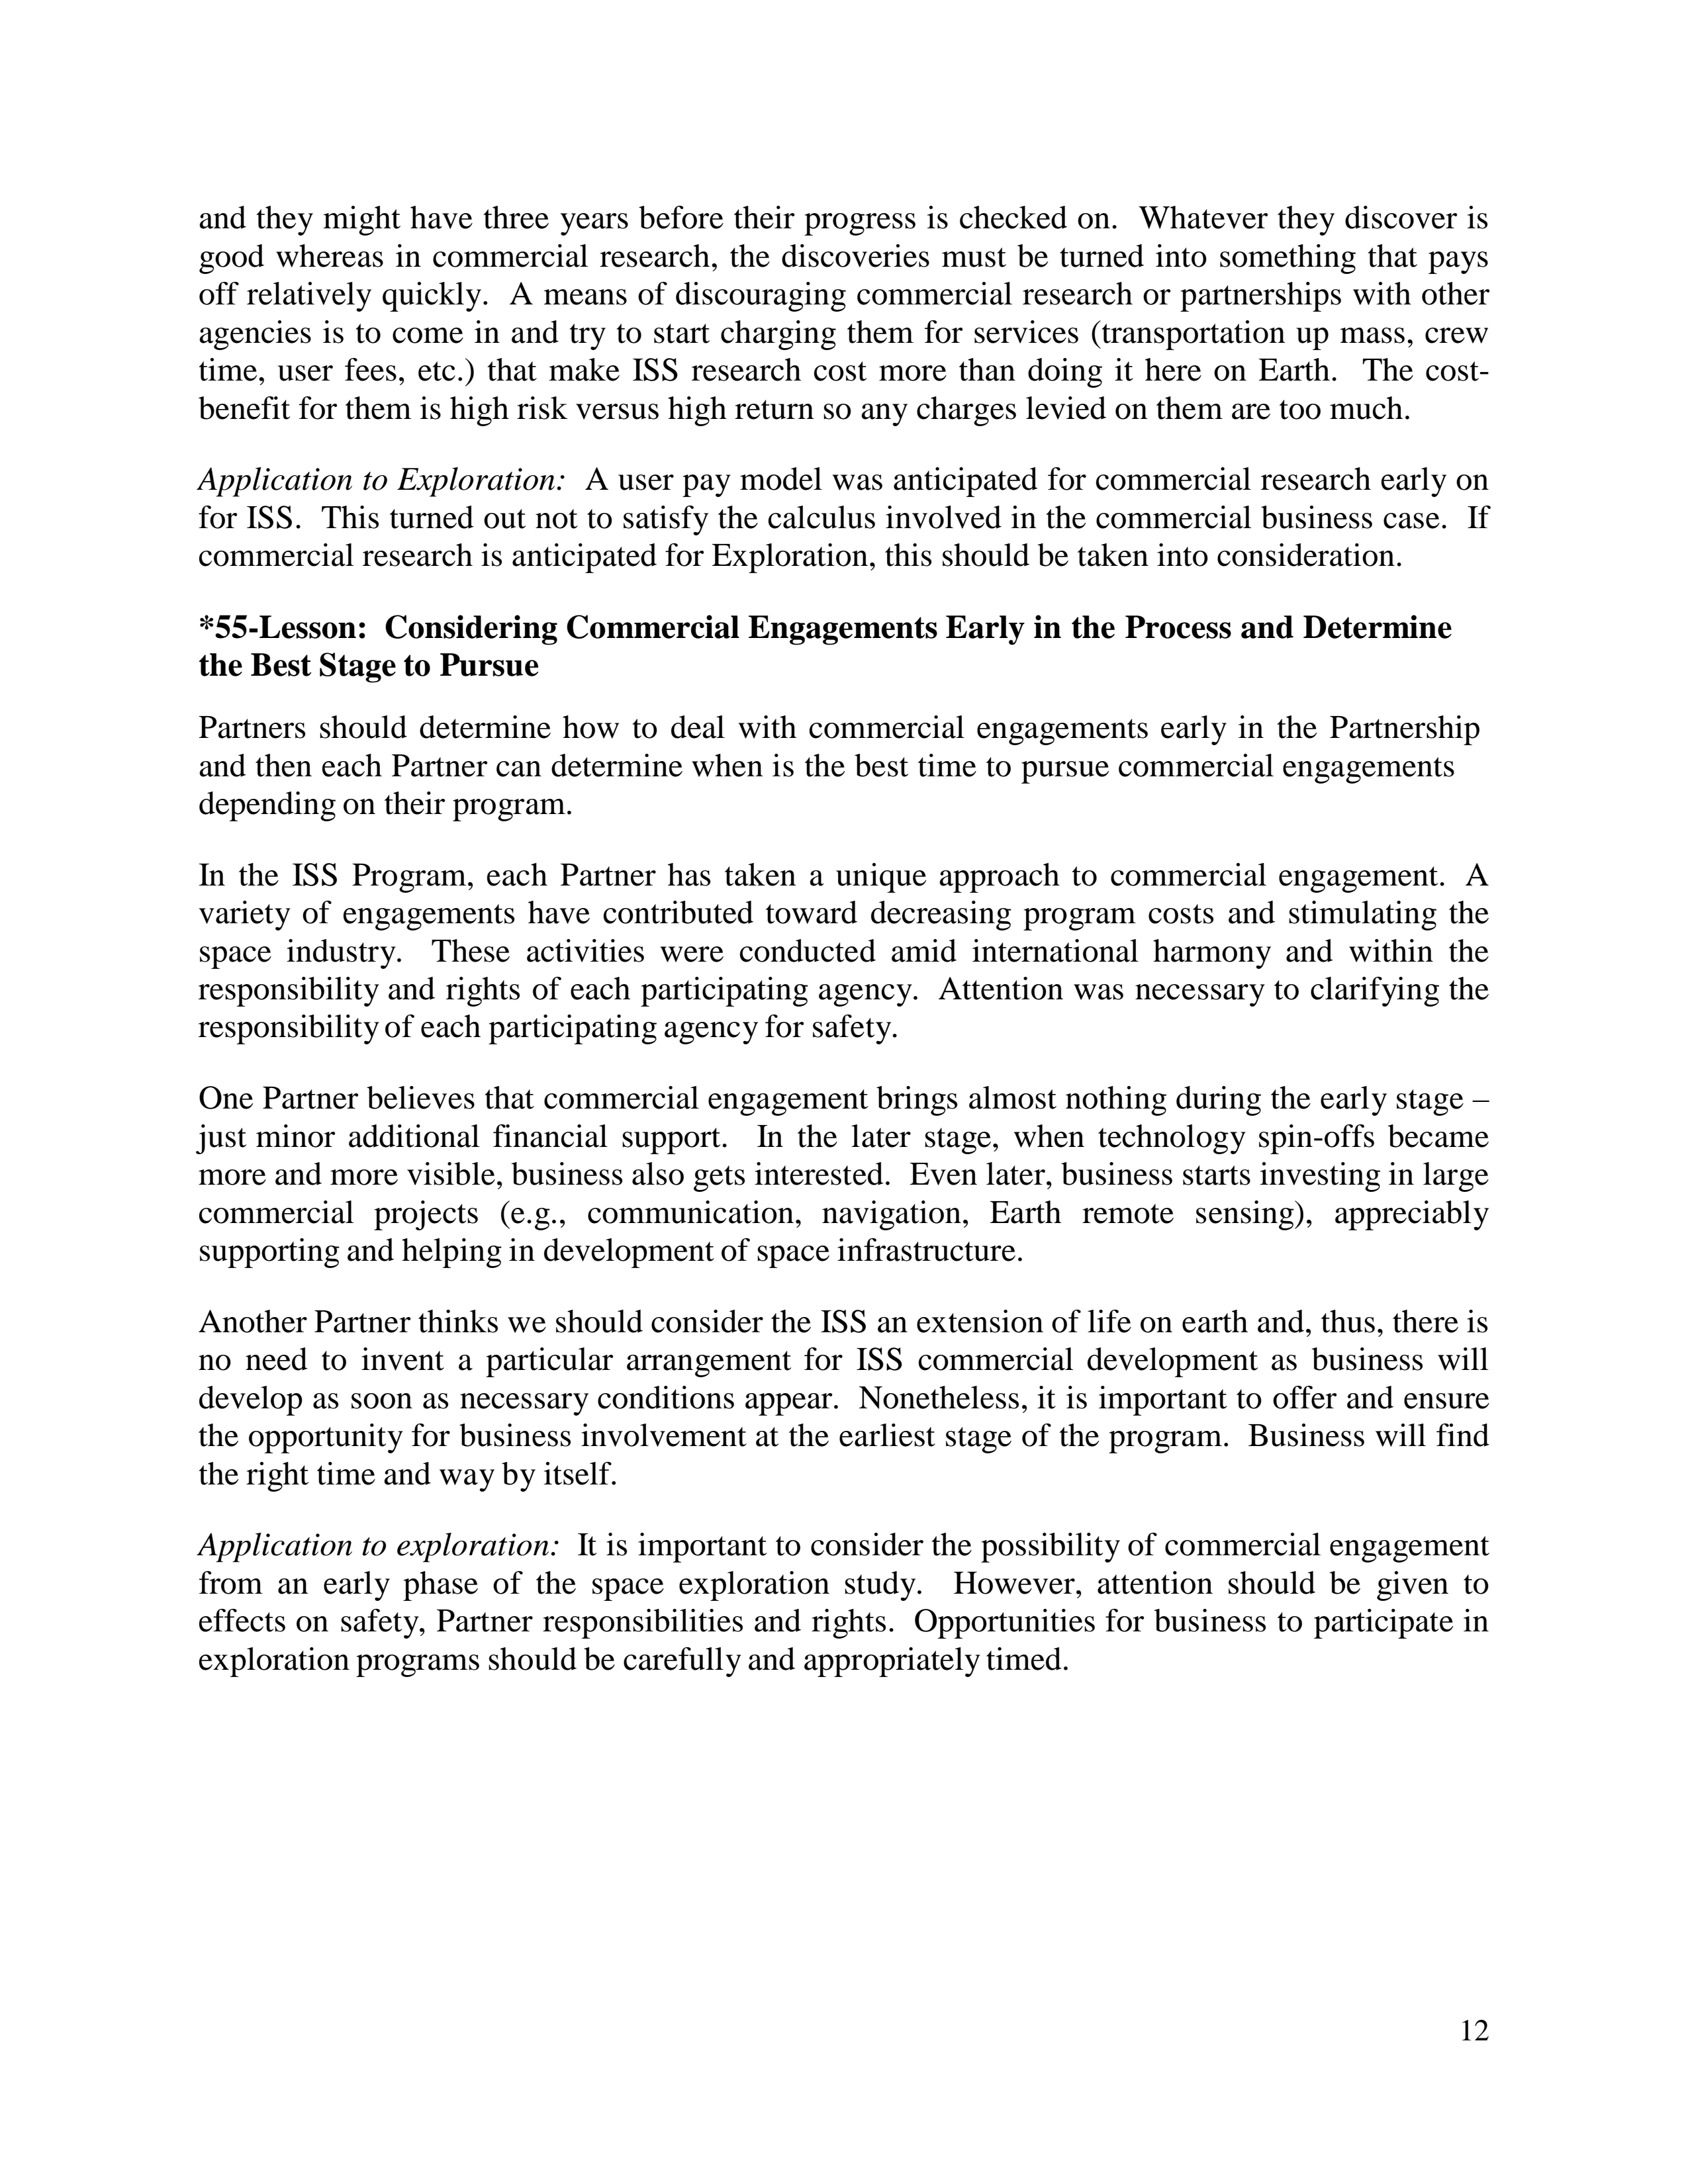 and they might have three years before their progress is checked on.  Whatever they discover is
good whereas in commercial research, the discoveries must be turned into something that pays
off relatively quickly.  A means of discouraging commercial research or partnerships with other
agencies is to come in and try to start charging them for services (transportation up mass, crew
time, user fees, etc.) that make ISS research cost more than doing it here on Earth.  The cost-
benefit for them is high risk versus high return so any charges levied on them are too much.
Application to Exploration:  A user pay model was anticipated for commercial research early on
for ISS.  This turned out not to satisfy the calculus involved in the commercial business case.  If
commercial research is anticipated for Exploration, this should be taken into consideration.
*55-Lesson:  Considering Commercial Engagements Early in the Process and Determine
the Best Stage to Pursue
Partners should determine how to deal with commercial engagements early in the Partnership
and then each Partner can determine when is the best time to pursue commercial engagements
depending on their program.
In the ISS Program, each Partner has taken a unique approach to commercial engagement.  A
variety of engagements have contributed toward decreasing program costs and stimulating the
space industry.  These activities were conducted amid international harmony and within the
responsibility and rights of each participating agency.  Attention was necessary to clarifying the
responsibility of each participating agency for safety.
One Partner believes that commercial engagement brings almost nothing during the early stage –
just minor additional financial support.  In the later stage, when technology spin-offs became
more and more visible, business also gets interested.  Even later, business starts investing in large
commercial projects (e.g., communication, navigation, Earth remote sensing), appreciably
supporting and helping in development of space infrastructure.
Another Partner thinks we should consider the ISS an extension of life on earth and, thus, there is
no need to invent a particular arrangement for ISS commercial development as business will
develop as soon as necessary conditions appear.  Nonetheless, it is important to offer and ensure
the opportunity for business involvement at the earliest stage of the program.  Business will find
the right time and way by itself.
Application to exploration:  It is important to consider the possibility of commercial engagement
from an early phase of the space exploration study.  However, attention should be given to
effects on safety, Partner responsibilities and rights.  Opportunities for business to participate in
exploration programs should be carefully and appropriately timed.
12